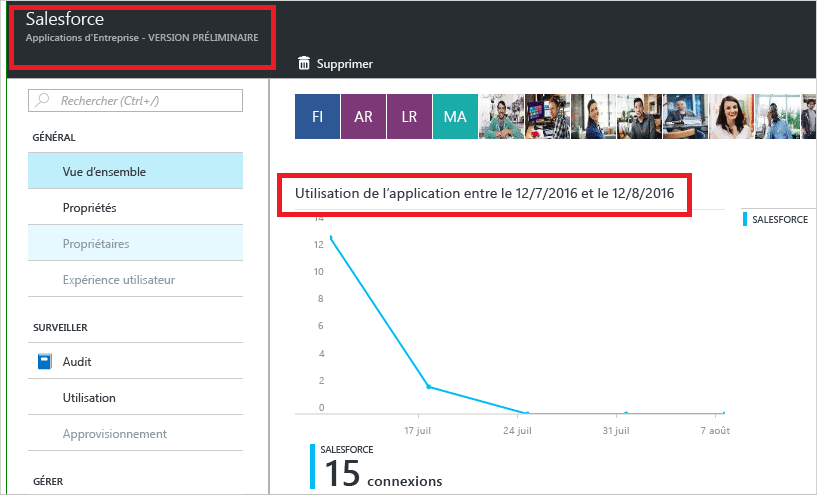 Salesforce
Applications d'Entreprise - VERSION PRÉLIMINAIRE
Supprimer
Rechercher (Ctrl+/)
FI AR LR MA
GÉNÉRAL
Vue d'ensemble
Propriétés
Propriétaires
Expérience utilisateur
SURVEILLER
Audit
Utilisation
Approvisionnement
GÉRER
Utilisation de l'application entre le 12/7/2016 et le 12/8/2016
SALESFORCE
14
12
10
8
6
4
2
0
17 juil 24 juil 31 juil 7 août
SALESFORCE
15 connexions